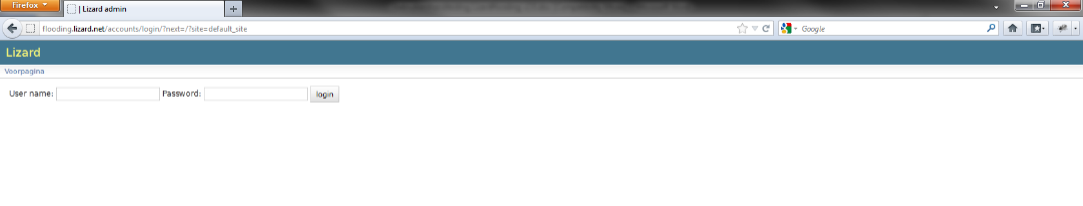 Firefox
| Lizard admin
flooding.lizard.net/accounts/login/?next=/?site=default_site
Google
Lizard
Voorpagina
User name: Password: login